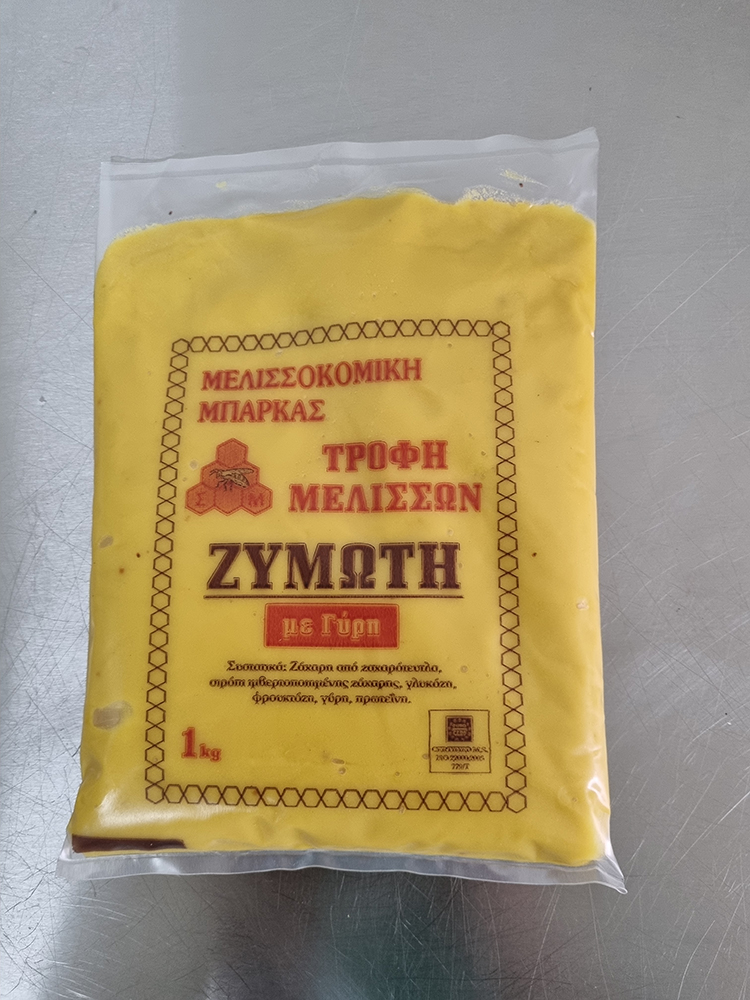 ΜΕΛΙΣΣΟΚΟΜΙΚΗ
ΜΠΑΡΚΑΣ
ΤΡΟΦΗ
ΜΕΛΙΣΣΩΝ
Σ Μ
ΖΥΜΩΤΗ
με Γύρη
Συστατικά: Ζάχαρη από ζαχαρότευτλα,
σιρόπι ιμβερτοποιημένης ζάχαρης, γλυκόζη,
φρουκτόζη, γύρη, πρωτεΐνη.
1kg